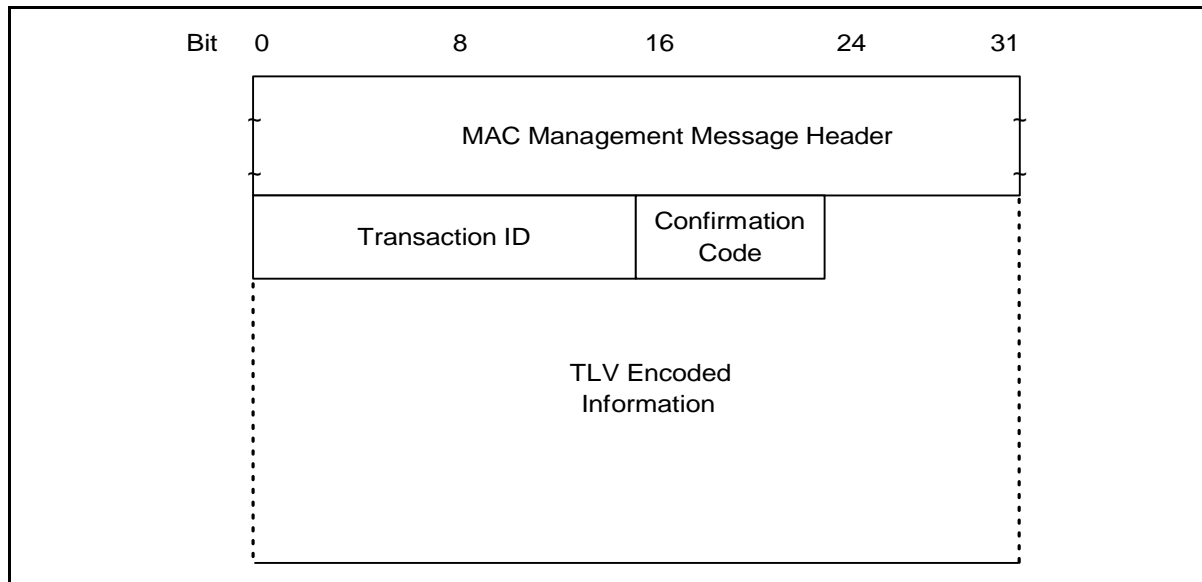 Bit 0 8 16 24 31
MAC Management Message Header
Transaction ID
Confirmation
Code
TLV Encoded
Information